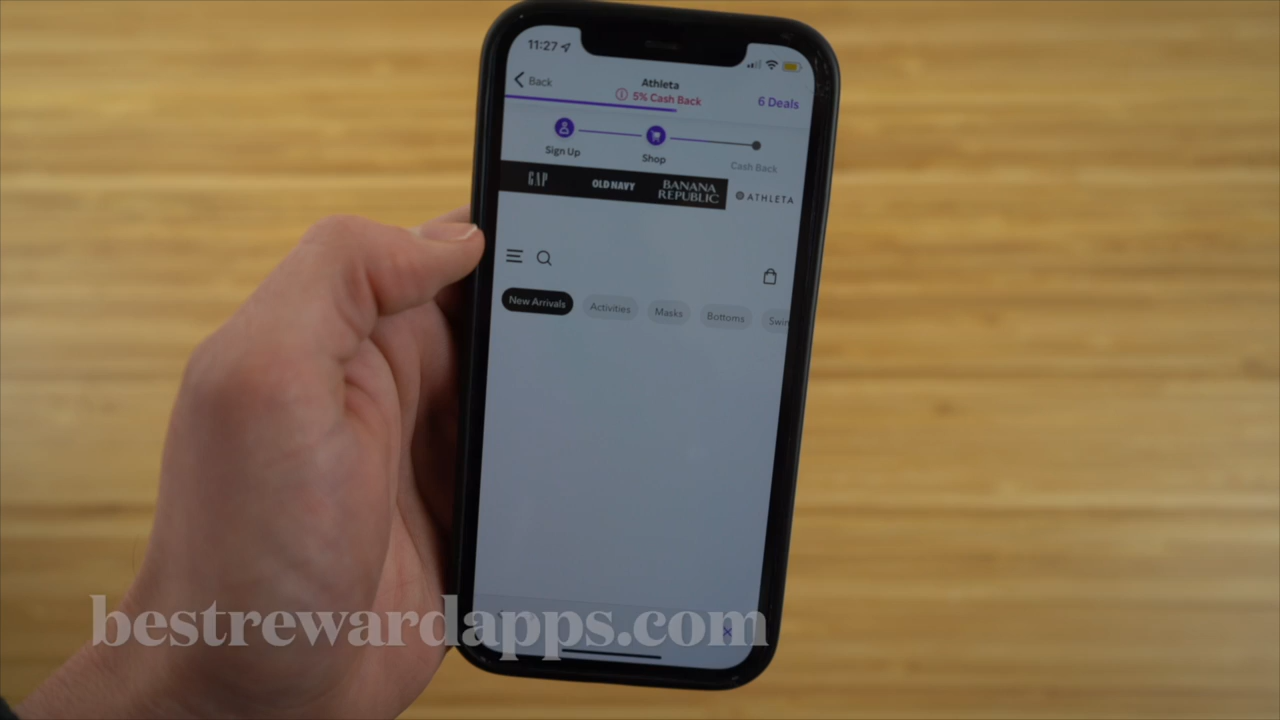 11:27
Back
Athleta
5% Cash Back
6 Deals
Sign Up
Shop
Cash Back
GAP
OLD NAVY
BANANA
REPUBLIC
ATHLETA
New Arrivals
Activities
Masks
Bottoms
Swi
bestrewardapps.com